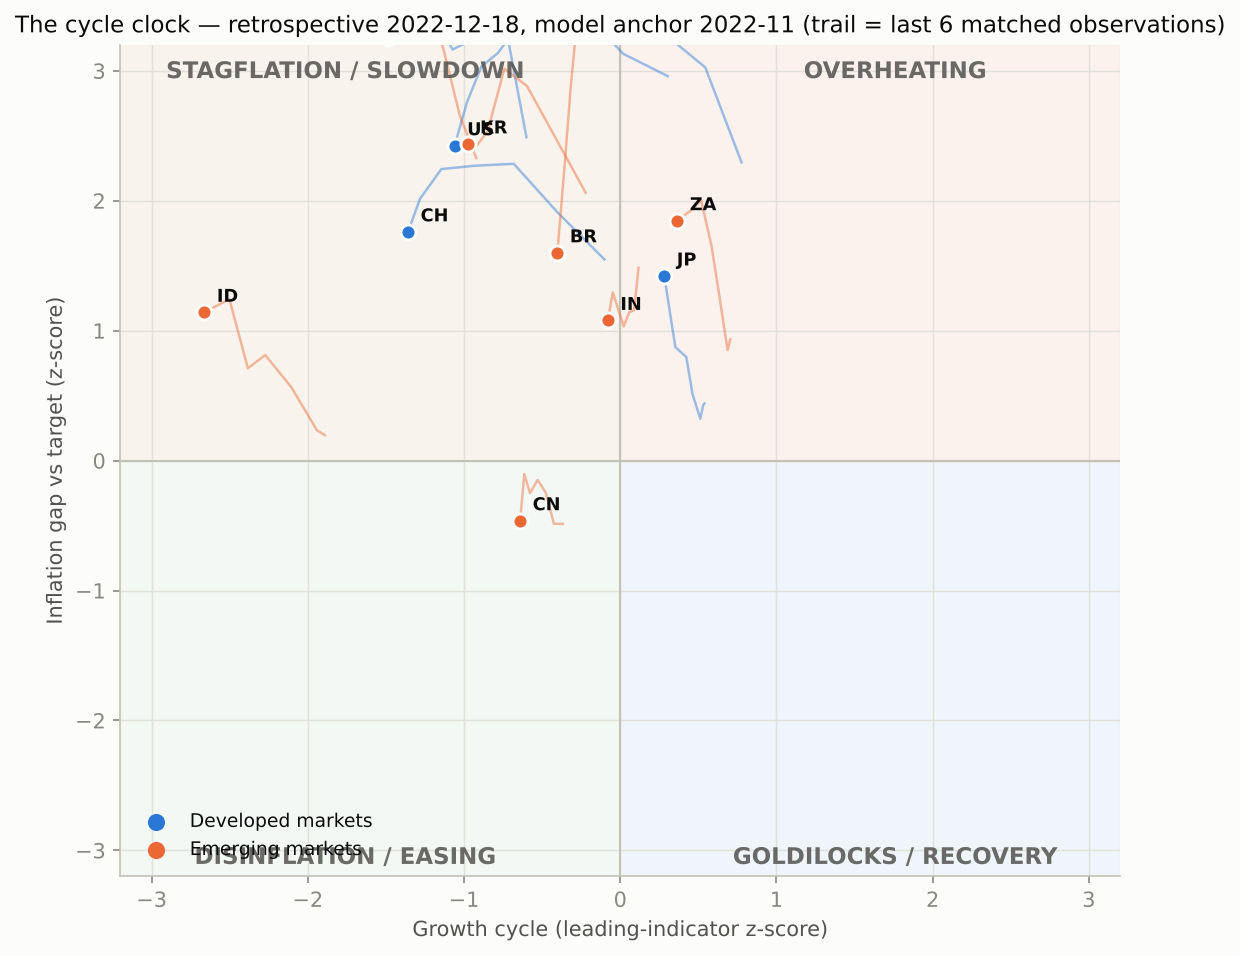 The cycle clock — retrospective 2022-12-18, model anchor 2022-11 (trail = last 6 matched observations)
STAGFLATION / SLOWDOWN
OVERHEATING
US
KR
CH
ZA
BR
JP
ID
IN
CN
3
2
1
0
−1
−2
−3
Inflation gap vs target (z-score)
Developed markets
Emerging markets
DISINFLATION / EASING
GOLDILOCKS / RECOVERY
−3 −2 −1 0 1 2 3
Growth cycle (leading-indicator z-score)